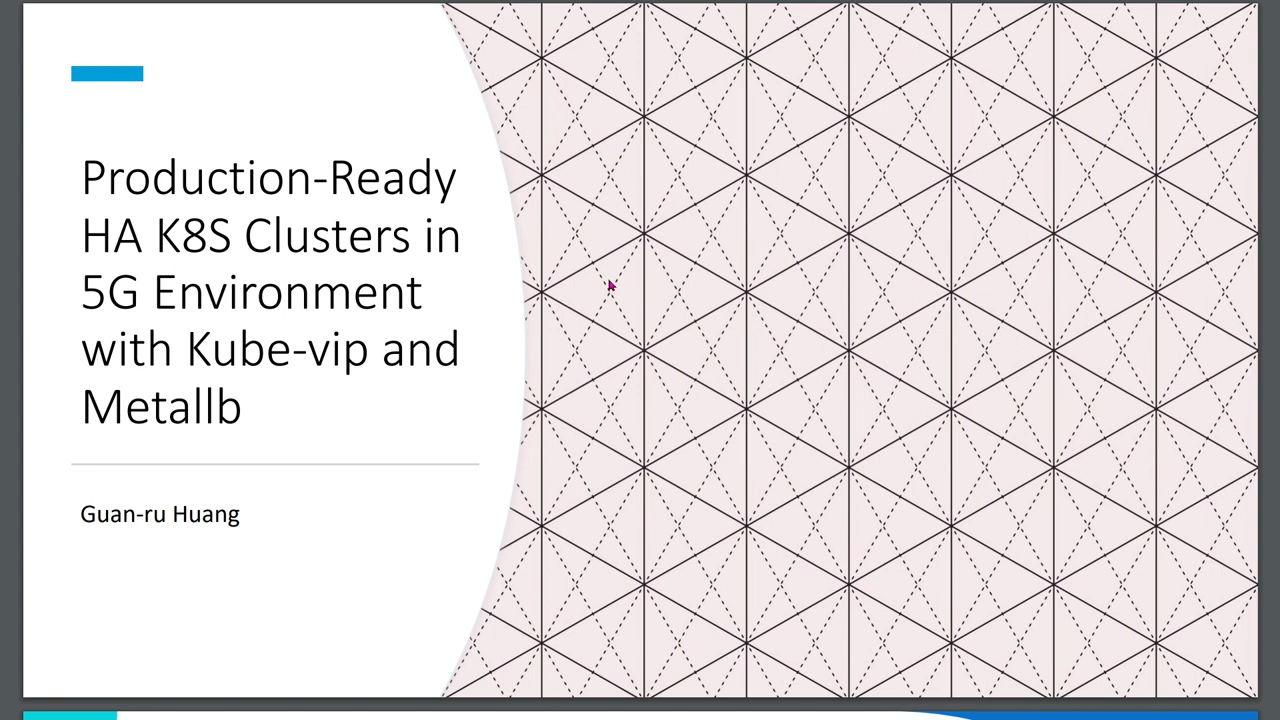 Production-Ready
HA K8S Clusters in
5G Environment
with Kube-vip and
Metallb
Guan-ru Huang